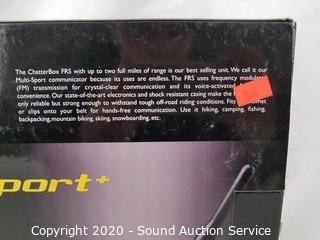 The ChatterBox FRS with up to two full miles of range is our best selling unit. We call it our
Multi-Sport communicator because its uses are endless. The FRS uses frequency modulated
(FM) transmission for crystal-clear communication and its voice-activated
convenience. Our state-of-the-art electronics and shock resistant casing make the
only reliable but strong enough to withstand tough off-road riding conditions. Fits
or clips onto your belt for hands-free communication. Use it hiking, camping, fishing,
backpacking, mountain biking, skiing, snowboarding, etc.
port+
Copyright 2020 - Sound Auction Service